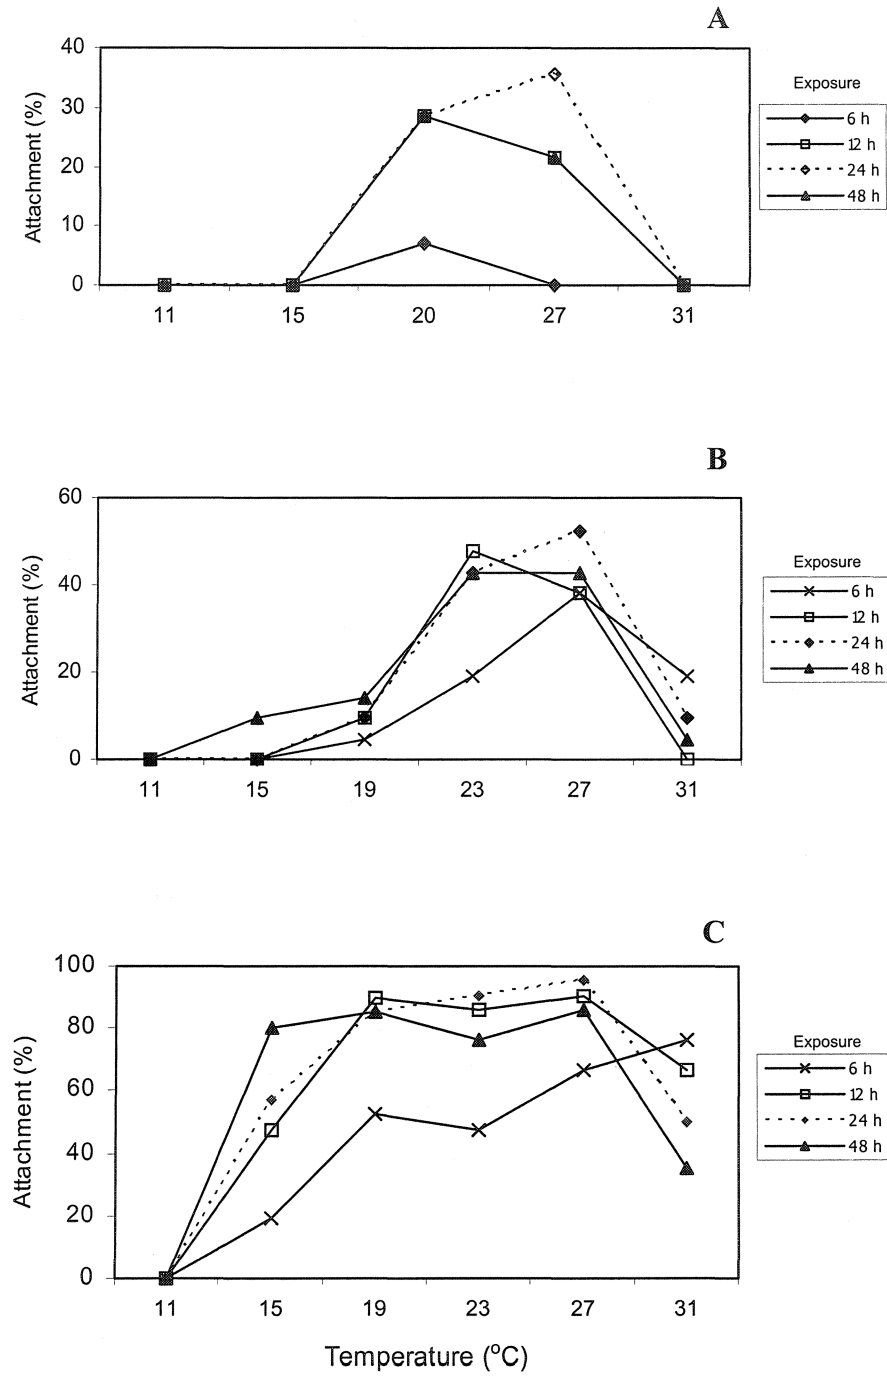 A
40
30
20
10
0
Attachment (%)
11 15 20 27 31
Exposure
6 h
12 h
24 h
48 h
B
60
40
20
0
Attachment (%)
11 15 19 23 27 31
Exposure
6 h
12 h
24 h
48 h
C
100
80
60
40
20
0
Attachment (%)
11 15 19 23 27 31
Exposure
6 h
12 h
24 h
48 h
Temperature (°C)